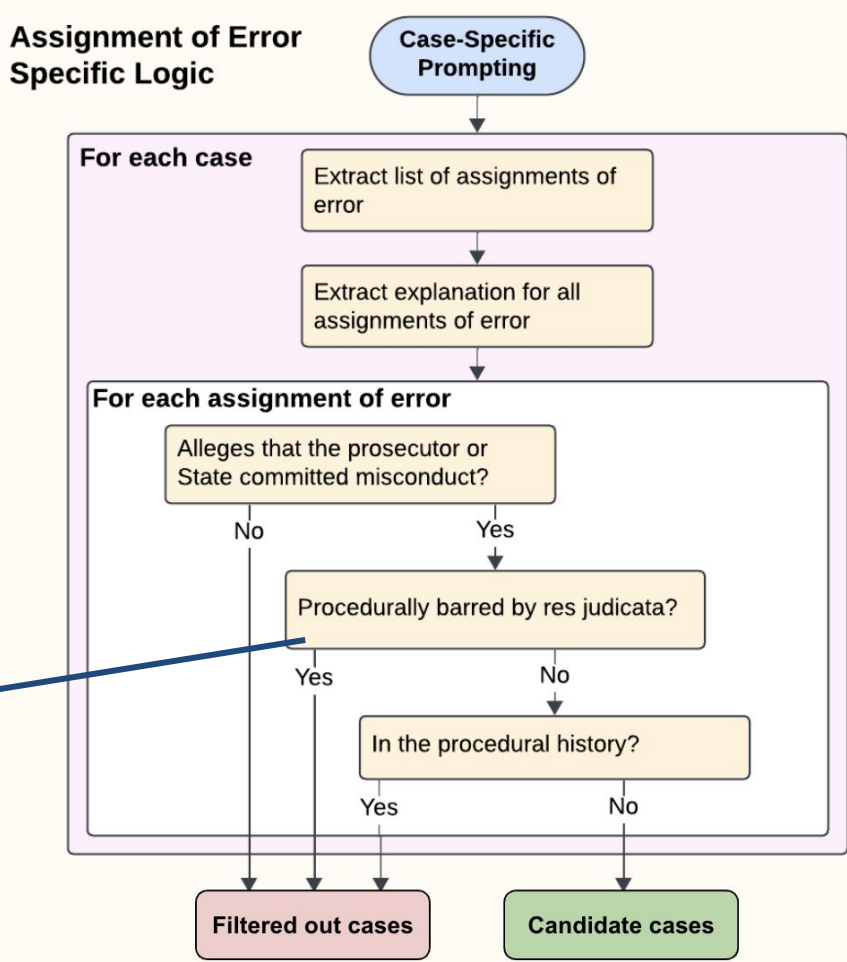 Assignment of Error
Specific Logic
Case-Specific
Prompting
For each case
Extract list of assignments of
error
Extract explanation for all
assignments of error
For each assignment of error
Alleges that the prosecutor or
State committed misconduct?
No
Yes
Procedurally barred by res judicata?
Yes
No
In the procedural history?
Yes
No
Filtered out cases
Candidate cases